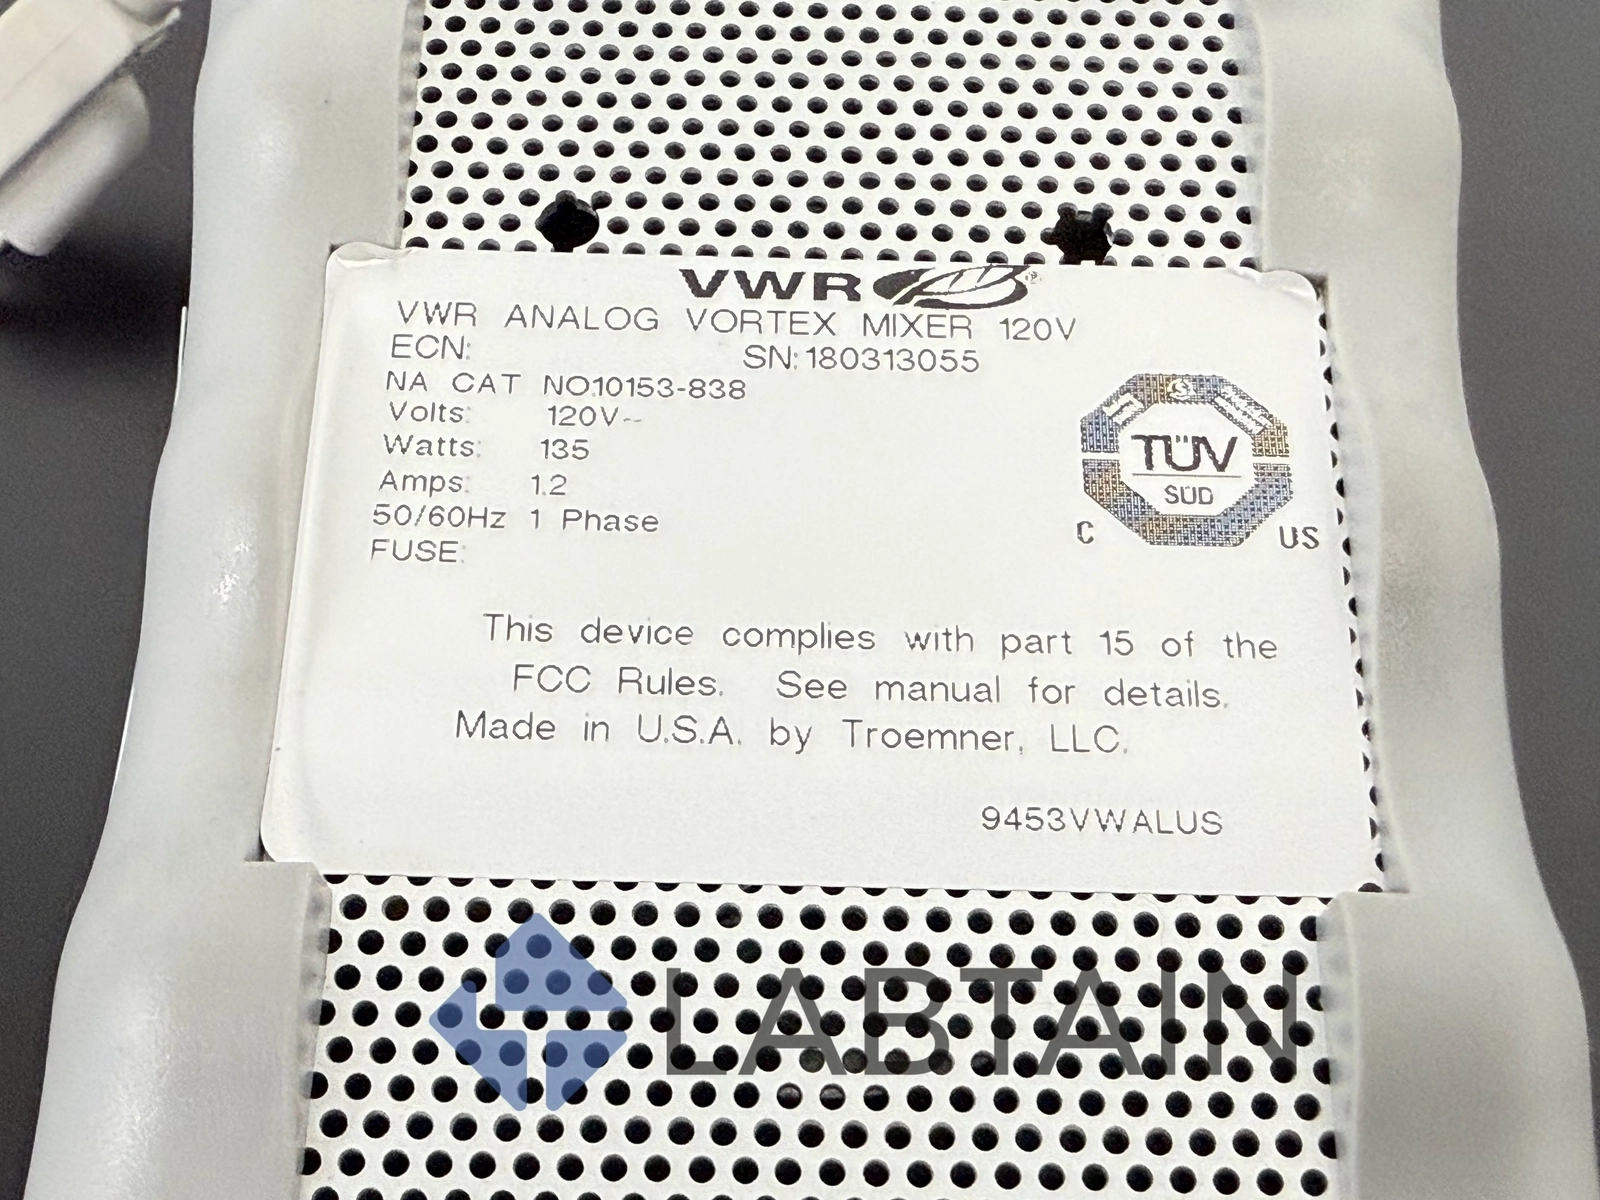 VWR®
VWR ANALOG VORTEX MIXER 120V
ECN: SN:180313055
NA CAT NO.10153-838
Volts: 120V~
Watts: 135
Amps: 1.2
50/60Hz 1 Phase
FUSE:
TÜV
SÜD
C US
This device complies with part 15 of the
FCC Rules. See manual for details.
Made in U.S.A. by Troemner, LLC.
9453VWALUS
LABTAIN